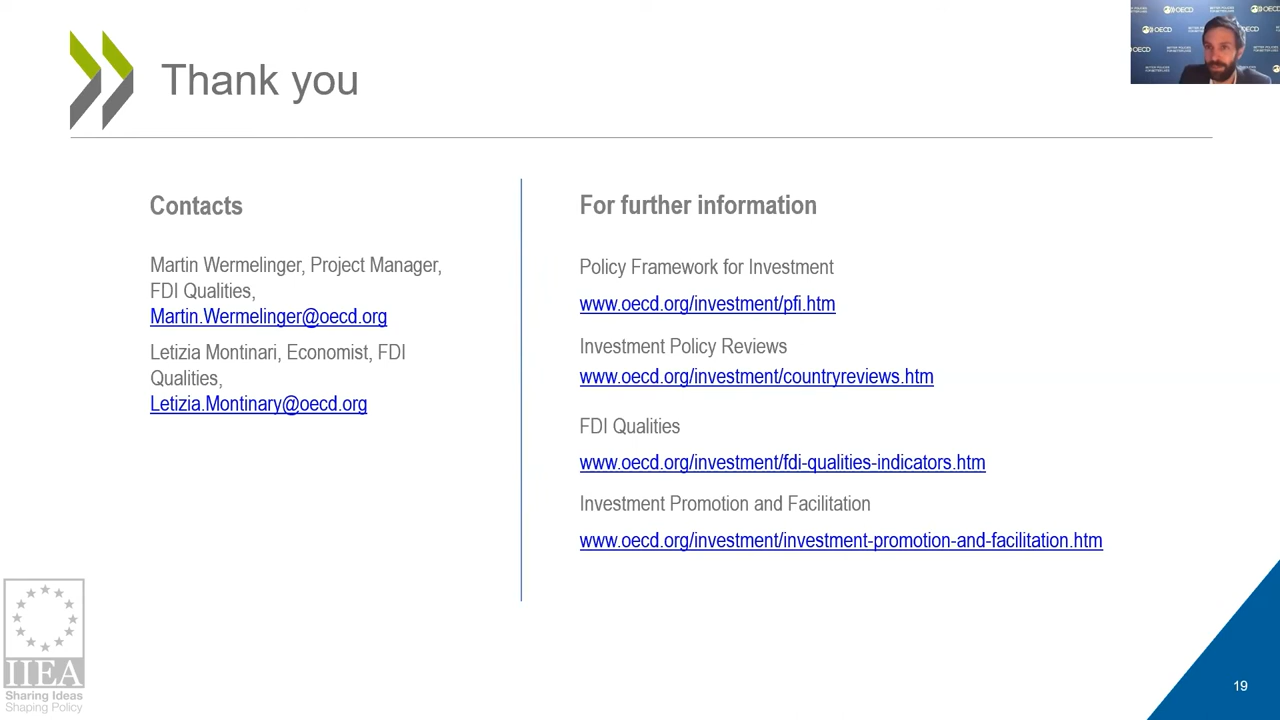 Thank you
Contacts
Martin Wermelinger, Project Manager,
FDI Qualities,
Martin.Wermelinger@oecd.org
Letizia Montinari, Economist, FDI
Qualities,
Letizia.Montinary@oecd.org
For further information
Policy Framework for Investment
www.oecd.org/investment/pfi.htm
Investment Policy Reviews
www.oecd.org/investment/countryreviews.htm
FDI Qualities
www.oecd.org/investment/fdi-qualities-indicators.htm
Investment Promotion and Facilitation
www.oecd.org/investment/investment-promotion-and-facilitation.htm
IIEA
Sharing Ideas
Shaping Policy
19
OECD
OECD
OECD